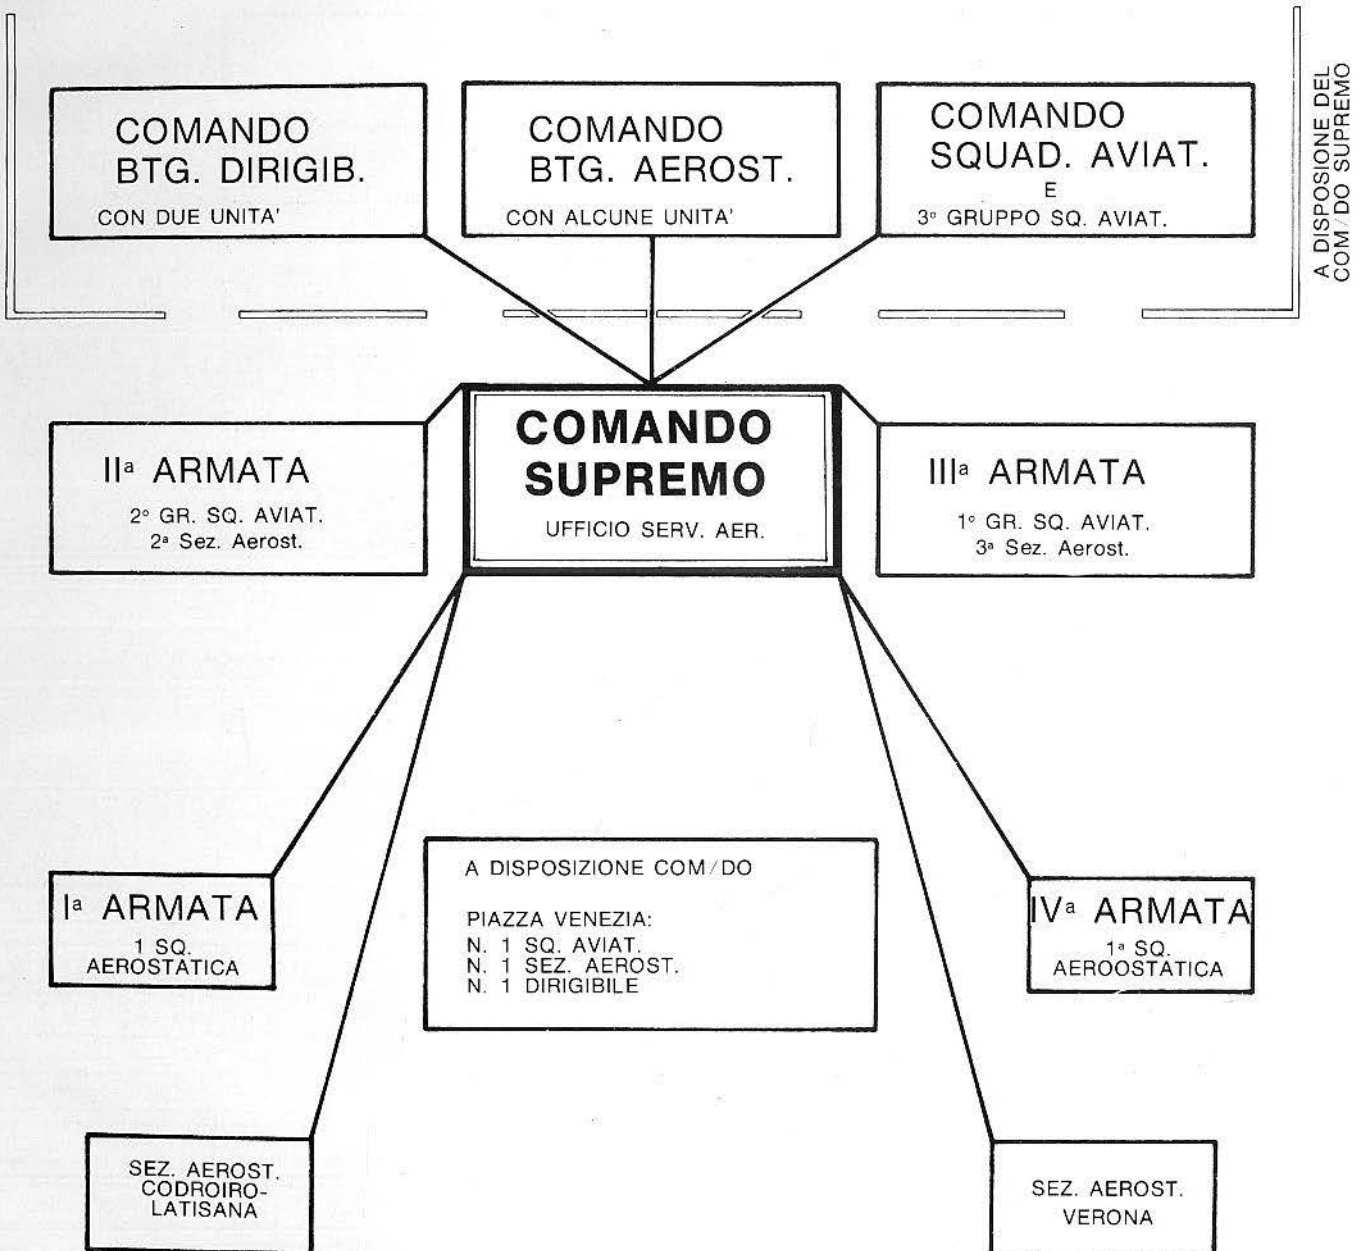 COMANDO
BTG. DIRIGIB.
CON DUE UNITA'
COMANDO
BTG. AEROST.
CON ALCUNE UNITA'
COMANDO
SQUAD. AVIAT.
E
3º GRUPPO SQ. AVIAT.
A DISPOSIONE DEL
COM/DO SUPREMO
IIª ARMATA
2º GR. SQ. AVIAT.
2ª Sez. Aerost.
COMANDO
SUPREMO
UFFICIO SERV. AER.
IIIª ARMATA
1º GR. SQ. AVIAT.
3ª Sez. Aerost.
Iª ARMATA
1 SQ.
AEROSTATICA
A DISPOSIZIONE COM/DO
PIAZZA VENEZIA:
N. 1 SQ. AVIAT.
N. 1 SEZ. AEROST.
N. 1 DIRIGIBILE
IVª ARMATA
1ª SQ.
AEROOSTATICA
SEZ. AEROST.
CODROIRO-
LATISANA
SEZ. AEROST.
VERONA